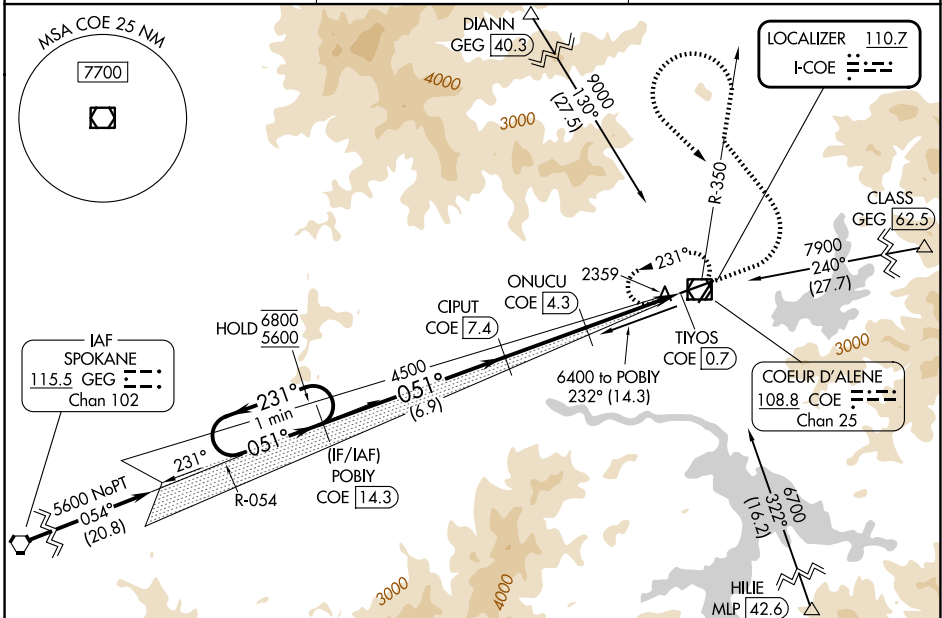 MSA COE 25 NM
7700
4000
3000
DIANN
GEG 40.3
9000
130°
(27.5)
LOCALIZER 110.7
I-COE
R-350
CLASS
GEG 62.5
7900
240°
(27.7)
231°
2359
ONUCU
COE 4.3
CIPUT
COE 7.4
HOLD 6800
5600
IAF
SPOKANE
115.5 GEG
Chan 102
4500
051°
(6.9)
231°
1 min
051°
231°
TIYOS
COE 0.7
6400 to POBIY
232° (14.3)
3000
COEUR D'ALENE
108.8 COE
Chan 25
(IF/IAF)
POBIY
COE 14.3
R-054
5600 NoPT
054°
(20.8)
6700
322°
(16.2)
3000
4000
HILIE
MLP 42.6